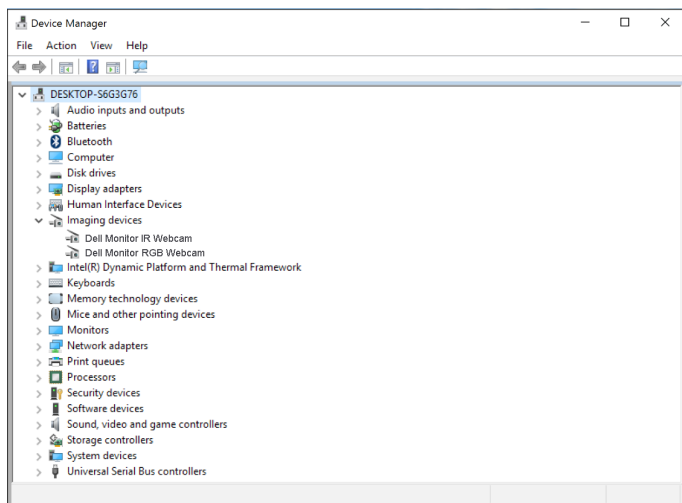 Device Manager
File Action View Help
DESKTOP-S6G3G76
Audio inputs and outputs
Batteries
Bluetooth
Computer
Disk drives
Display adapters
Human Interface Devices
Imaging devices
Dell Monitor IR Webcam
Dell Monitor RGB Webcam
Intel(R) Dynamic Platform and Thermal Framework
Keyboards
Memory technology devices
Mice and other pointing devices
Monitors
Network adapters
Print queues
Processors
Security devices
Software devices
Sound, video and game controllers
Storage controllers
System devices
Universal Serial Bus controllers